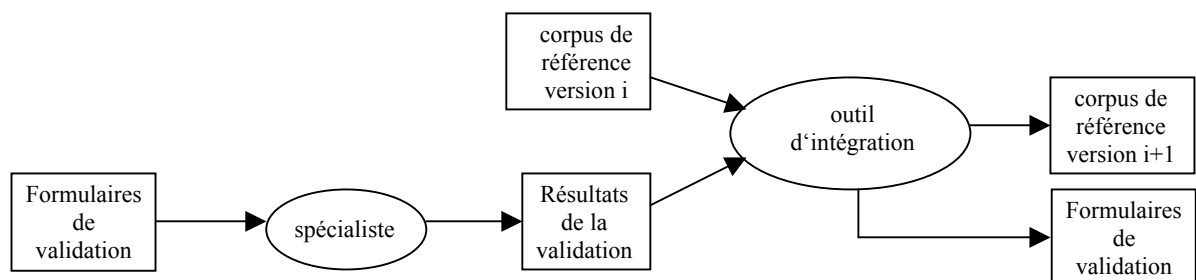 corpus de
référence
version i
outil
d‘intégration
corpus de
référence
version i+1
Formulaires
de
validation
spécialiste
Résultats
de la
validation
Formulaires
de
validation